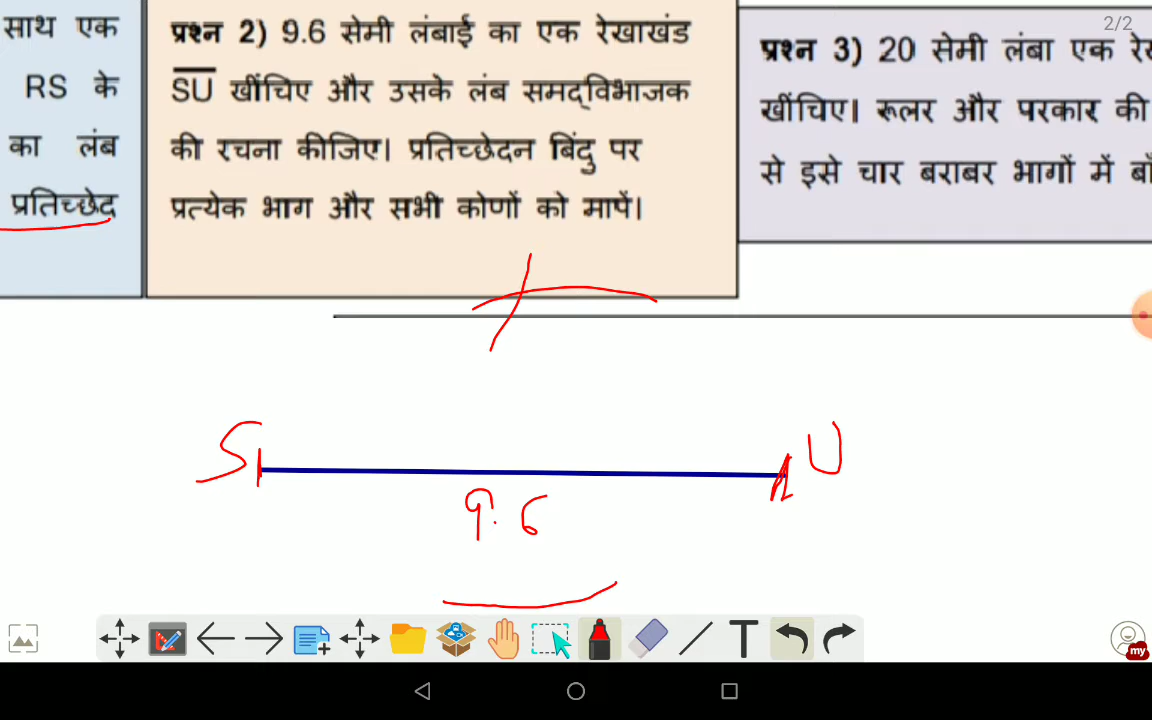 साथ एक
RS के
का लंब
प्रतिच्छेद
प्रश्न 2) 9.6 सेमी लंबाई का एक रेखाखंड
SU खींचिए और उसके लंब समद्विभाजक
की रचना कीजिए। प्रतिच्छेदन बिंदु पर
प्रत्येक भाग और सभी कोणों को मापें।
2/2
प्रश्न 3) 20 सेमी लंबा एक रे
खींचिए। रूलर और परकार की
से इसे चार बराबर भागों में बाँ
S U
9.6
T
my